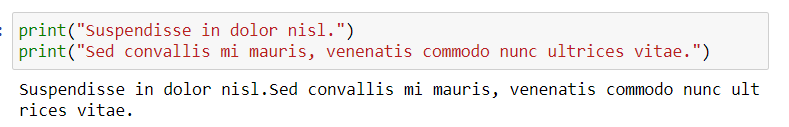 :
print("Suspendisse in dolor nisl.")
print("Sed convallis mi mauris, venenatis commodo nunc ultrices vitae.")
Suspendisse in dolor nisl.Sed convallis mi mauris, venenatis commodo nunc ult
rices vitae.